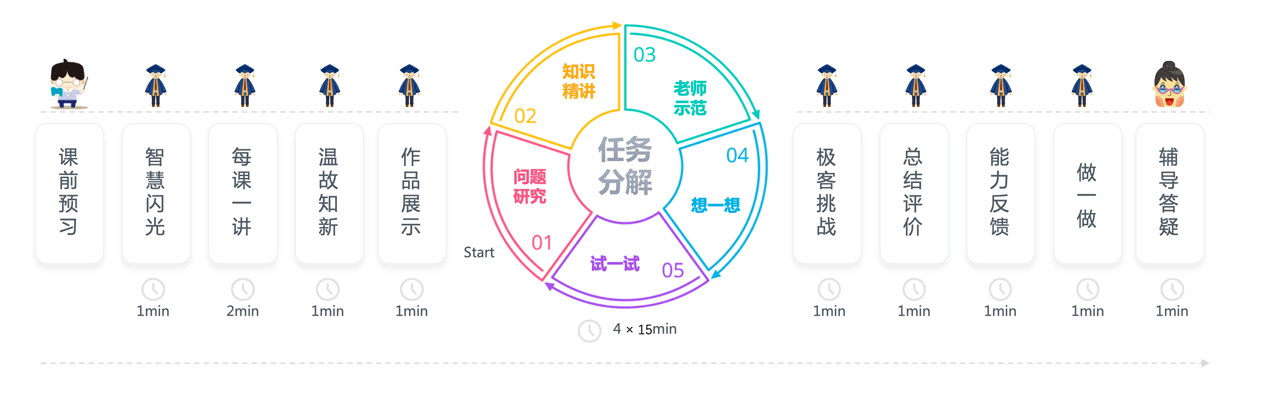 课前预习
智慧闪光
1min
每课一讲
2min
温故知新
1min
作品展示
1min
Start
任务
分解
01
问题
研究
02
知识
精讲
03
老师
示范
04
想一想
05
试一试
4 × 15min
极客挑战
1min
总结评价
1min
能力反馈
1min
做一做
1min
辅导答疑
1min